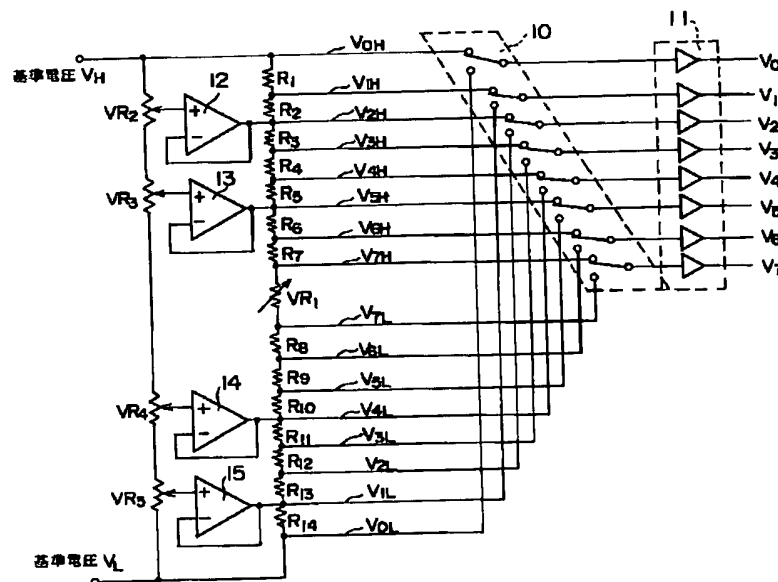 V0H
10
11
基準電圧 VH
R1
V0
12
V1H
V1
VR2
R2
V2H
V2
R3
V3H
V3
R4
V4H
V4
13
VR3
R5
V5H
V5
R6
V6H
V6
R7
V7H
V7
VR1
V7L
R8
V6L
R9
V5L
14
R10
V4L
VR4
R11
V3L
R12
V2L
15
R13
V1L
VR5
R14
V0L
基準電圧 VL